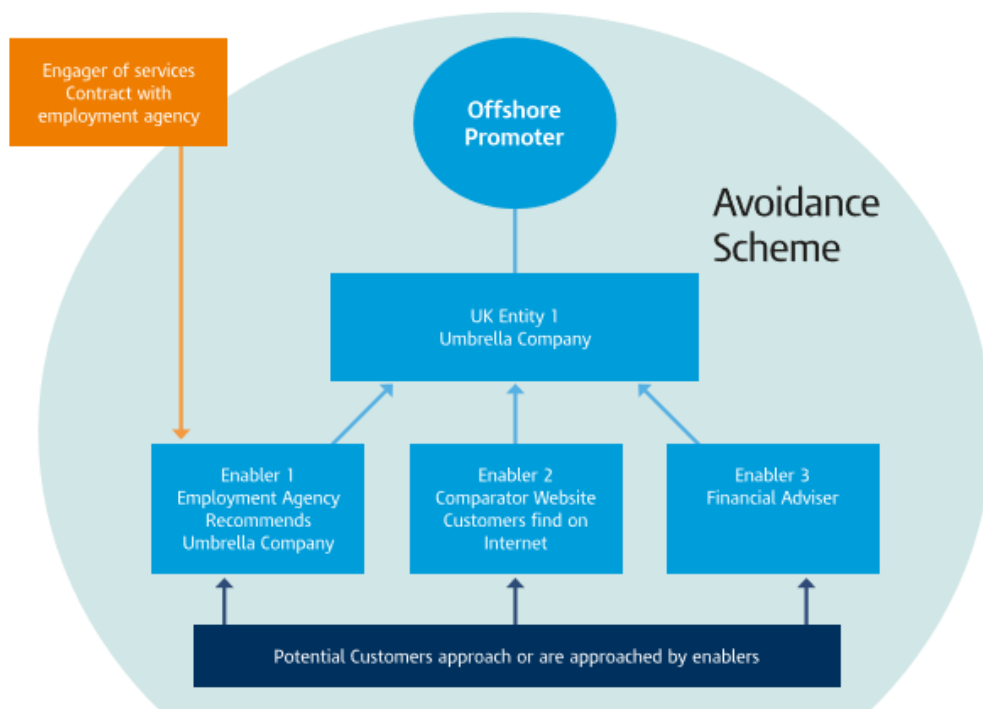 Engager of services
Contract with
employment agency
Offshore
Promoter
Avoidance
Scheme
UK Entity 1
Umbrella Company
Enabler 1
Employment Agency
Recommends
Umbrella Company
Enabler 2
Comparator Website
Customers find on
Internet
Enabler 3
Financial Adviser
Potential Customers approach or are approached by enablers